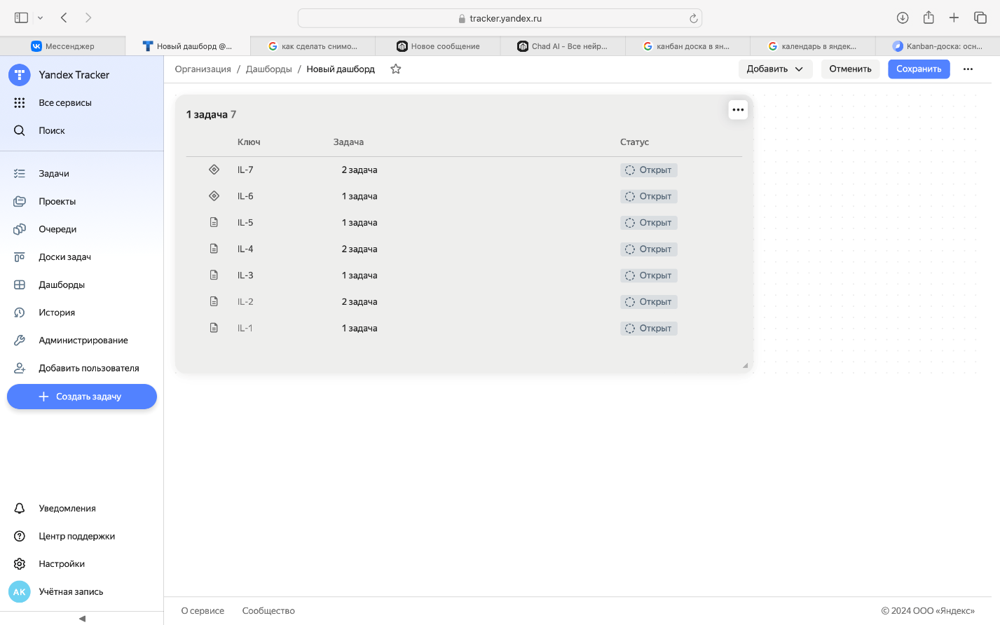 tracker.yandex.ru
Мессенджер
Новый дашборд @...
как сделать снимо...
Новое сообщение
Chad AI - Все нейр...
канбан доска в ян...
календарь в яндек...
Kanban-доска: осн...
Yandex Tracker
Все сервисы
Поиск
Задачи
Проекты
Очереди
Доски задач
Дашборды
История
Администрирование
Добавить пользователя
Создать задачу
Уведомления
Центр поддержки
Настройки
АК Учётная запись
Организация / Дашборды / Новый дашборд
Добавить
Отменить
Сохранить
1 задача 7
Ключ Задача Статус
IL-7 2 задача Открыт
IL-6 1 задача Открыт
IL-5 1 задача Открыт
IL-4 2 задача Открыт
IL-3 1 задача Открыт
IL-2 2 задача Открыт
IL-1 1 задача Открыт
О сервисе Сообщество © 2024 ООО «Яндекс»